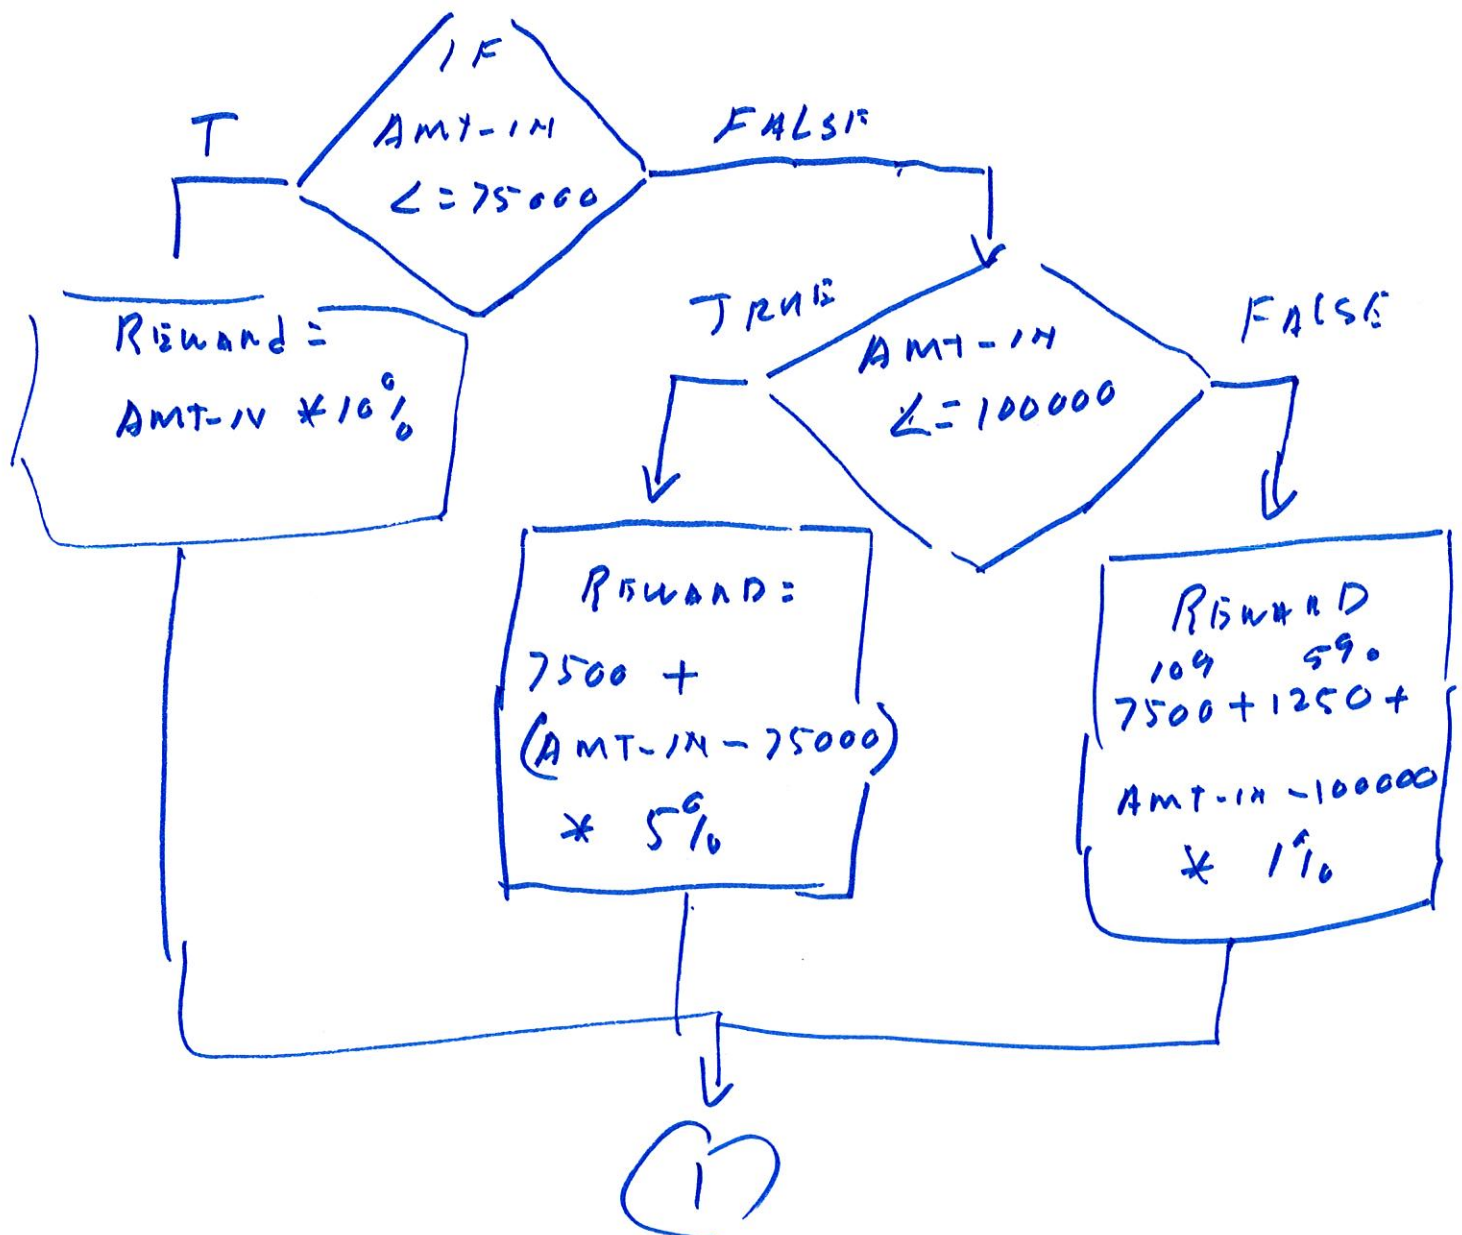 IF
AMT-IN
<=75000
T
FALSE
REWARd =
AMT-IN *10%
AMT-IN
<=100000
TRUE
FALSE
REWARD =
7500 +
(AMT-IN-75000)
* 5%
REWARD
10% 5%
7500+1250+
AMT-IN-100000
* 1%
1